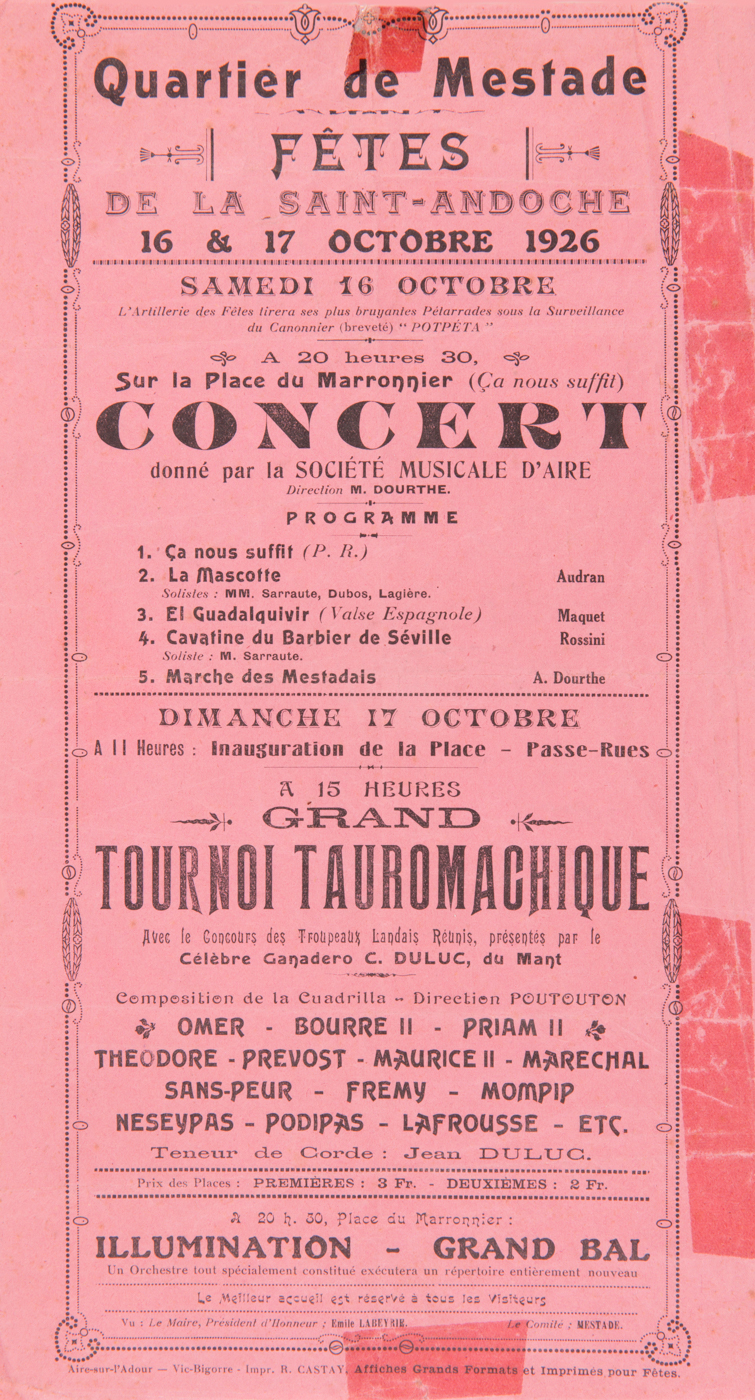 Quartier de Mestade
FÊTES
DE LA SAINT-ANDOCHE
16 & 17 OCTOBRE 1926
SAMEDI 16 OCTOBRE
L'Artillerie des Fêtes tirera ses plus bruyantes Pétarrades sous la Surveillance
du Canonnier (breveté) " POTPÉTA "
A 20 heures 30,
Sur la Place du Marronnier (Ça nous suffit)
CONCERT
donné par la SOCIÉTÉ MUSICALE D'AIRE
Direction M. DOURTHE.
PROGRAMME
1. Ça nous suffit (P. R.)
2. La Mascotte Audran
Solistes : MM. Sarraute, Dubos, Lagière.
3. El Guadalquivir (Valse Espagnole) Maquet
4. Cavatine du Barbier de Séville Rossini
Soliste : M. Sarraute.
5. Marche des Mestadais A. Dourthe
DIMANCHE 17 OCTOBRE
A 11 Heures : Inauguration de la Place - Passe-Rues
A 15 HEURES
GRAND
TOURNOI TAUROMACHIQUE
Avec le Concours des Troupeaux Landais Réunis, présentés par le
Célèbre Ganadero C. DULUC, du Mant
Composition de la Cuadrilla -- Direction POUTOUTON
OMER - BOURRE II - PRIAM II
THEODORE - PREVOST - MAURICE II - MARECHAL
SANS-PEUR - FREMY - MOMPIP
NESEYPAS - PODIPAS - LAFROUSSE - ETC.
Teneur de Corde : Jean DULUC.
Prix des Places : PREMIÈRES : 3 Fr. - DEUXIÈMES : 2 Fr.
A 20 h. 30, Place du Marronnier :
ILLUMINATION - GRAND BAL
Un Orchestre tout spécialement constitué exécutera un répertoire entièrement nouveau
Le Meilleur accueil est réservé à tous les Visiteurs
Vu : Le Maire, Président d'Honneur : Emile LABEYRIE. Le Comité : MESTADE.
Aire-sur-l'Adour — Vic-Bigorre - Impr. R. CASTAY, Affiches Grands Formats et Imprimés pour Fêtes.